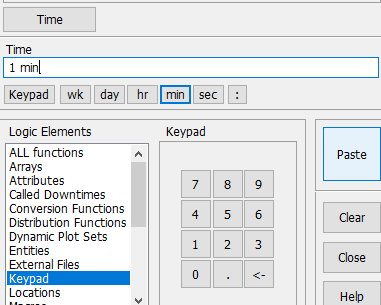 Time
Time
1 min
Keypad wk day hr min sec :
Logic Elements
ALL functions
Arrays
Attributes
Called Downtimes
Conversion Functions
Distribution Functions
Dynamic Plot Sets
Entities
External Files
Keypad
Locations
Keypad
7 8 9
4 5 6
1 2 3
0 . <-
Paste
Clear
Close
Help